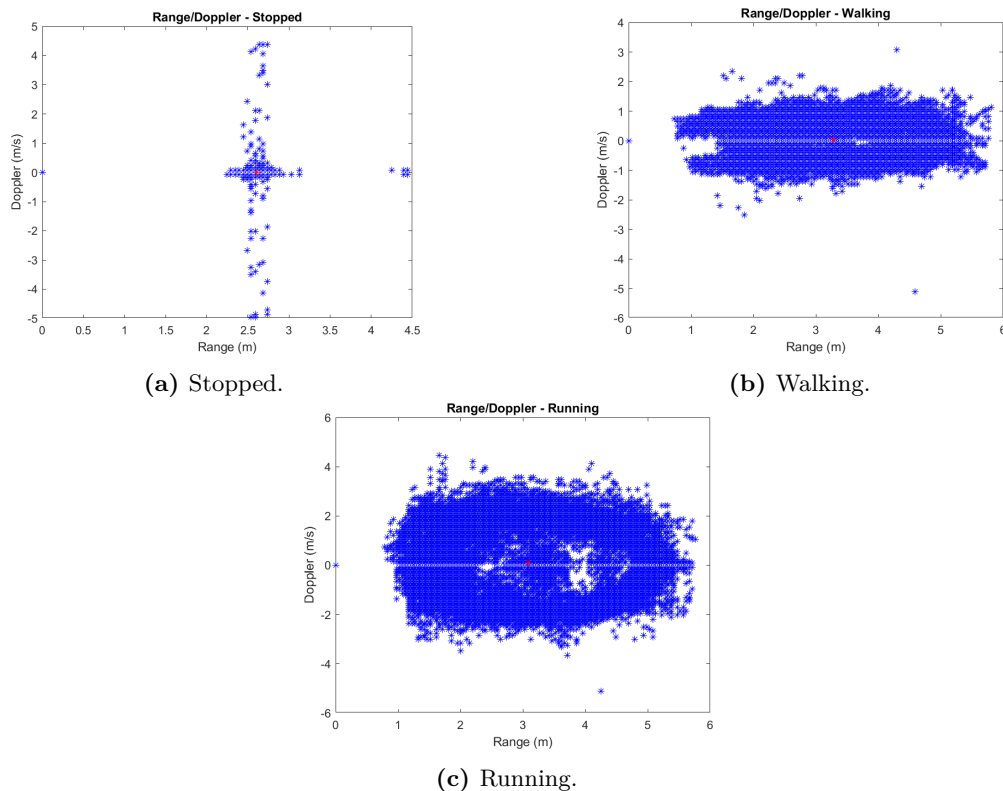 Range/Doppler - Stopped
5
4
3
2
1
0
-1
-2
-3
-4
-5
Doppler (m/s)
0 0.5 1 1.5 2 2.5 3 3.5 4 4.5
Range (m)
(a) Stopped.
Range/Doppler - Walking
4
3
2
1
0
-1
-2
-3
-4
-5
-6
Doppler (m/s)
0 1 2 3 4 5 6
Range (m)
(b) Walking.
Range/Doppler - Running
6
4
2
0
-2
-4
-6
Doppler (m/s)
0 1 2 3 4 5 6
Range (m)
(c) Running.